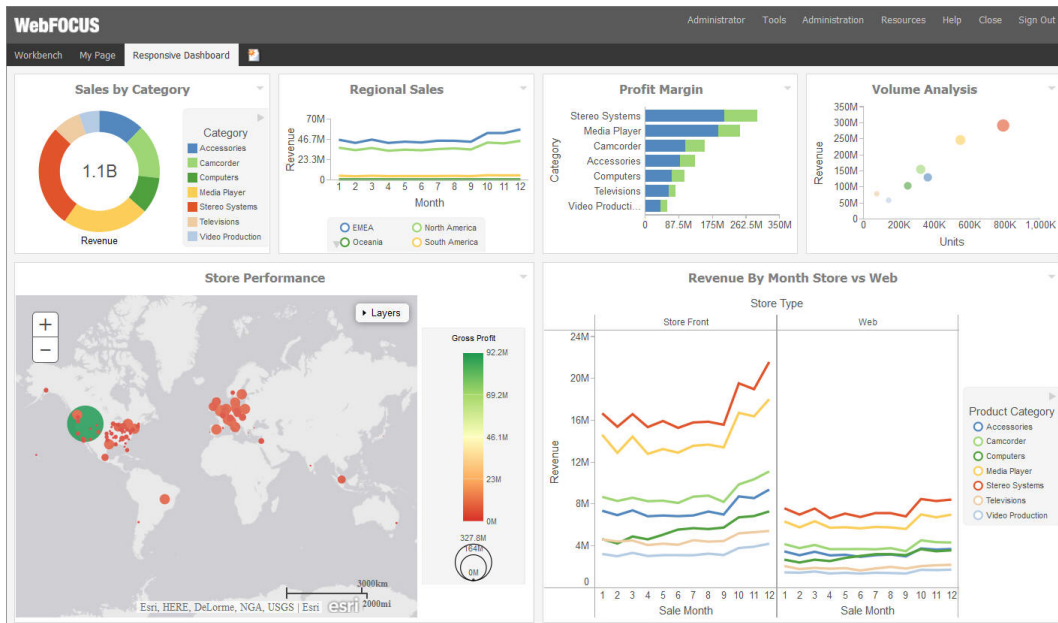 WebFOCUS
Administrator Tools Administration Resources Help Close Sign Out
Workbench My Page Responsive Dashboard
Sales by Category
1.1B
Revenue
Category
Accessories
Camcorder
Computers
Media Player
Stereo Systems
Televisions
Video Production
Regional Sales
Revenue
70M
46.7M
23.3M
0
1 2 3 4 5 6 7 8 9 10 11 12
Month
EMEA North America
Oceania South America
Profit Margin
Category
Stereo Systems
Media Player
Camcorder
Accessories
Computers
Televisions
Video Producti...
0 87.5M 175M 262.5M 350M
Volume Analysis
Revenue
350M
300M
250M
200M
150M
100M
50M
0
0 200K 400K 600K 800K 1,000K
Units
Store Performance
+
−
Layers
Gross Profit
92.2M
69.2M
46.1M
23M
0M
327.8M
164M
0M
3000km
2000mi
Esri, HERE, DeLorme, NGA, USGS | Esri esri
Revenue By Month Store vs Web
Store Type
Store Front Web
Revenue
24M
20M
16M
12M
8M
4M
0
1 2 3 4 5 6 7 8 9 10 11 12 1 2 3 4 5 6 7 8 9 10 11 12
Sale Month Sale Month
Product Category
Accessories
Camcorder
Computers
Media Player
Stereo Systems
Televisions
Video Production